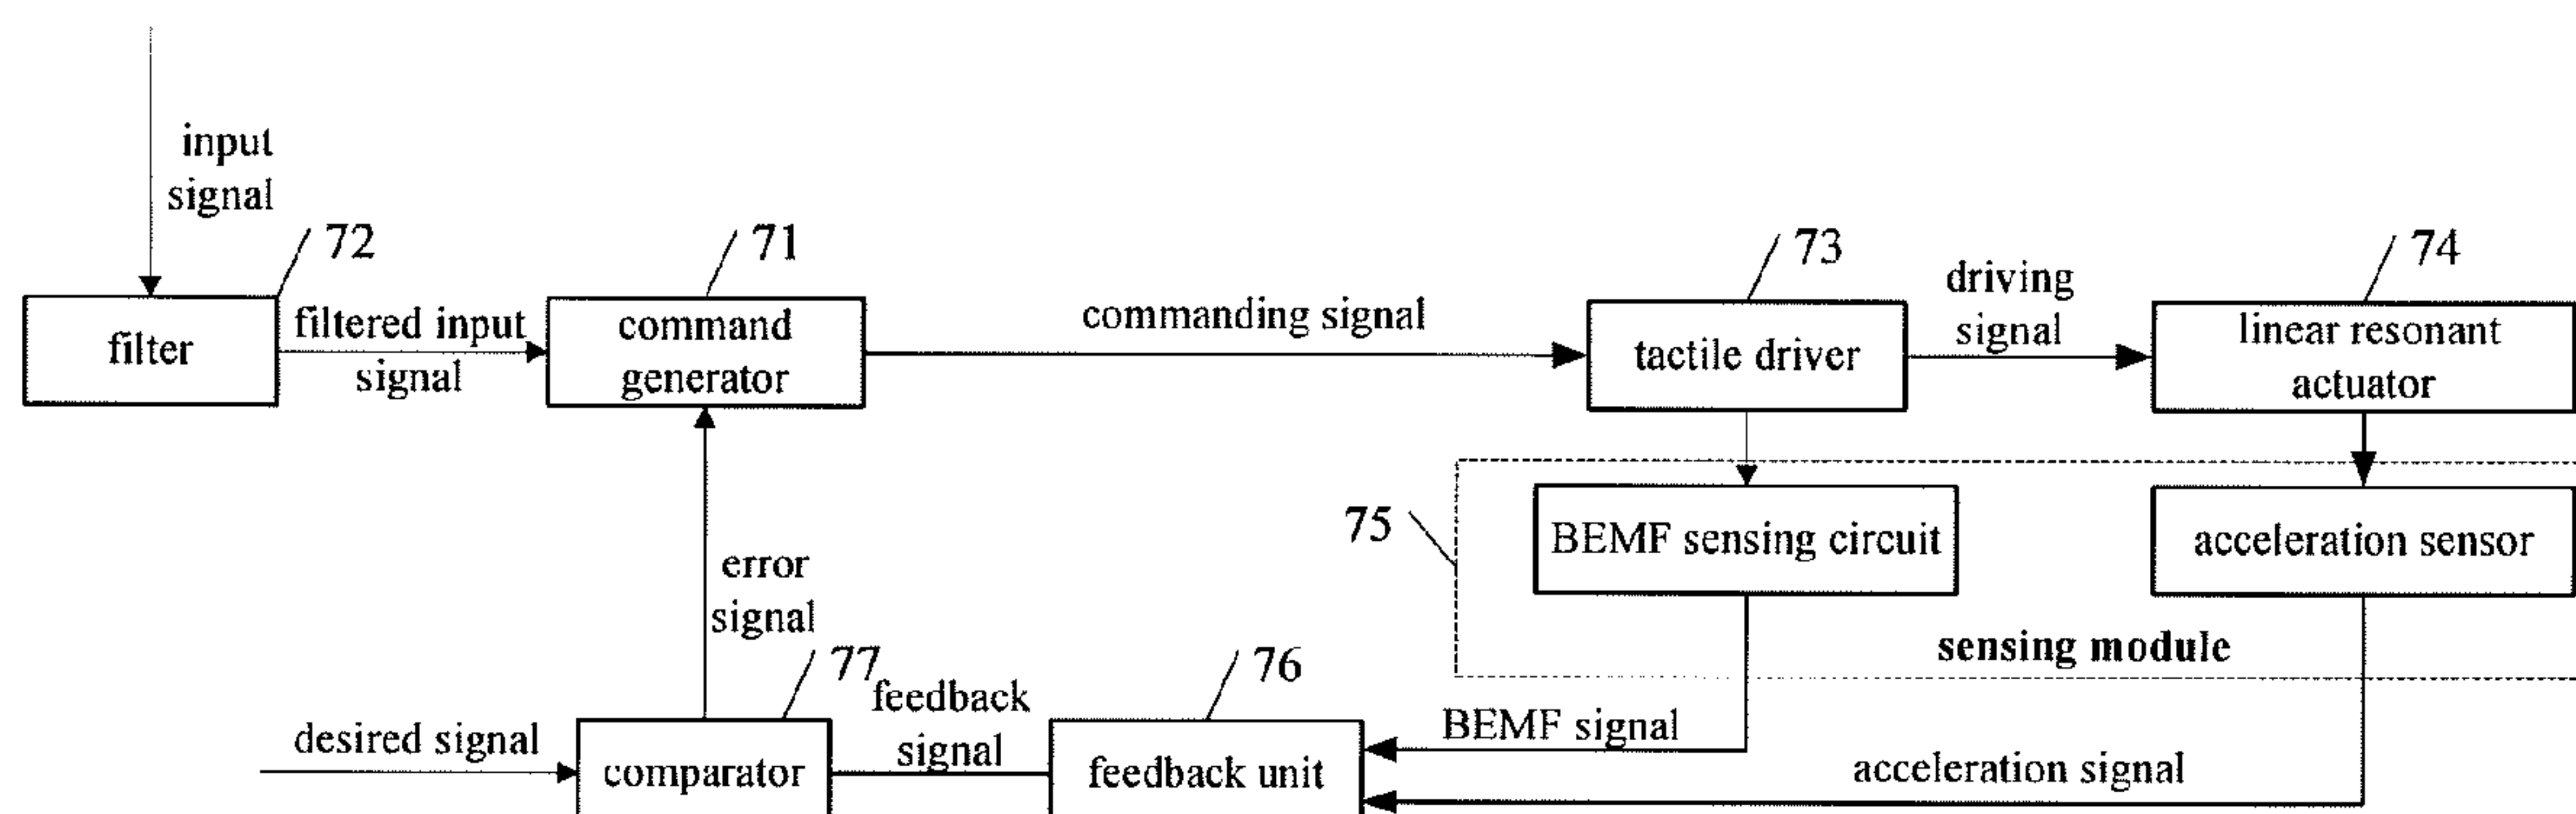 input
signal
72
71
73
74
filter
filtered input
signal
command
generator
commanding signal
tactile driver
driving
signal
linear resonant
actuator
75
BEMF sensing circuit
acceleration sensor
sensing module
error
signal
77
76
desired signal
comparator
feedback
signal
feedback unit
BEMF signal
acceleration signal